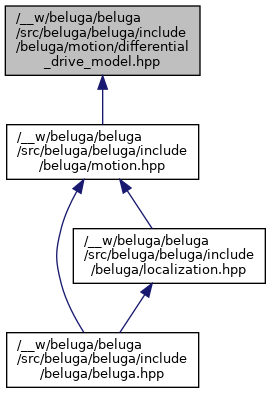 /__w/beluga/beluga
/src/beluga/beluga/include
/beluga/motion/differential
_drive_model.hpp
/__w/beluga/beluga
/src/beluga/beluga/include
/beluga/motion.hpp
/__w/beluga/beluga
/src/beluga/beluga/include
/beluga/localization.hpp
/__w/beluga/beluga
/src/beluga/beluga/include
/beluga/beluga.hpp